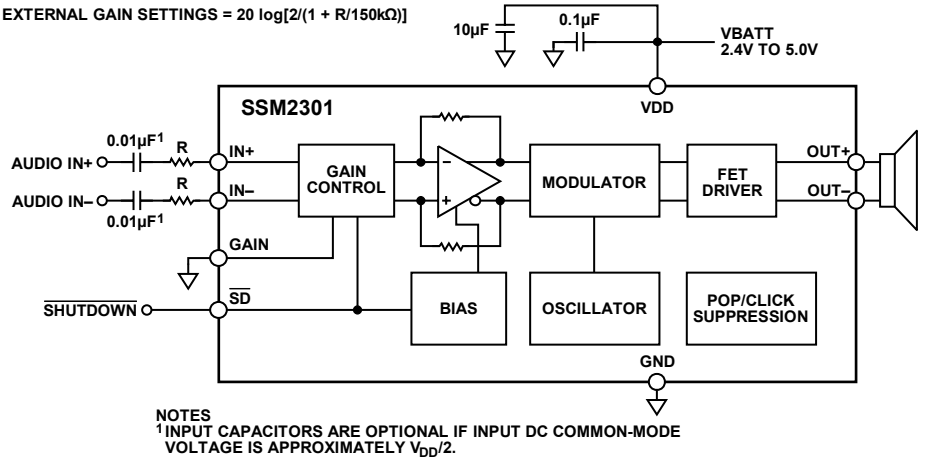 EXTERNAL GAIN SETTINGS = 20 log[2/(1 + R/150kΩ)]
10µF
0.1µF
VBATT
2.4V TO 5.0V
VDD
SSM2301
0.01µF¹
R
AUDIO IN+
IN+
GAIN
CONTROL
MODULATOR
FET
DRIVER
OUT+
AUDIO IN–
R
IN–
OUT–
0.01µF¹
–
+
GAIN
SHUTDOWN
SD
BIAS
OSCILLATOR
POP/CLICK
SUPPRESSION
GND
NOTES
¹ INPUT CAPACITORS ARE OPTIONAL IF INPUT DC COMMON-MODE
VOLTAGE IS APPROXIMATELY VDD/2.